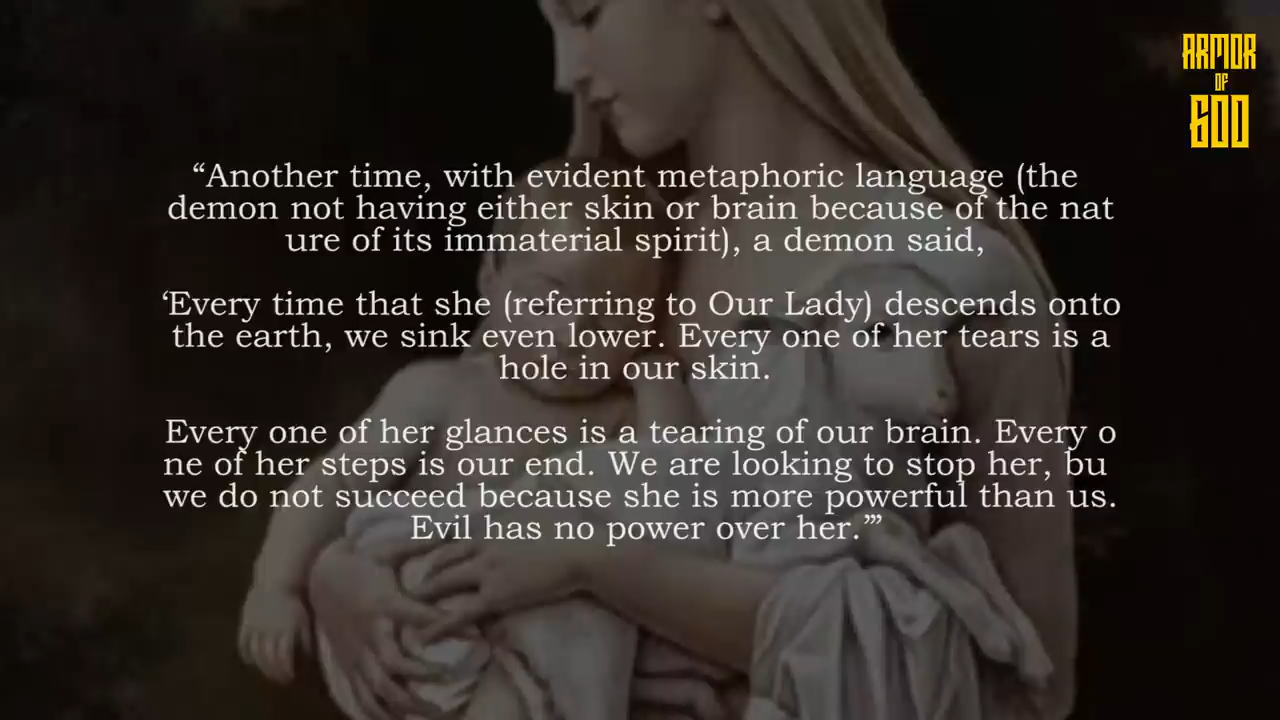 ARMOR
OF
GOD
“Another time, with evident metaphoric language (the
demon not having either skin or brain because of the nat
ure of its immaterial spirit), a demon said,
‘Every time that she (referring to Our Lady) descends onto
the earth, we sink even lower. Every one of her tears is a
hole in our skin.
Every one of her glances is a tearing of our brain. Every o
ne of her steps is our end. We are looking to stop her, bu
we do not succeed because she is more powerful than us.
Evil has no power over her.’”